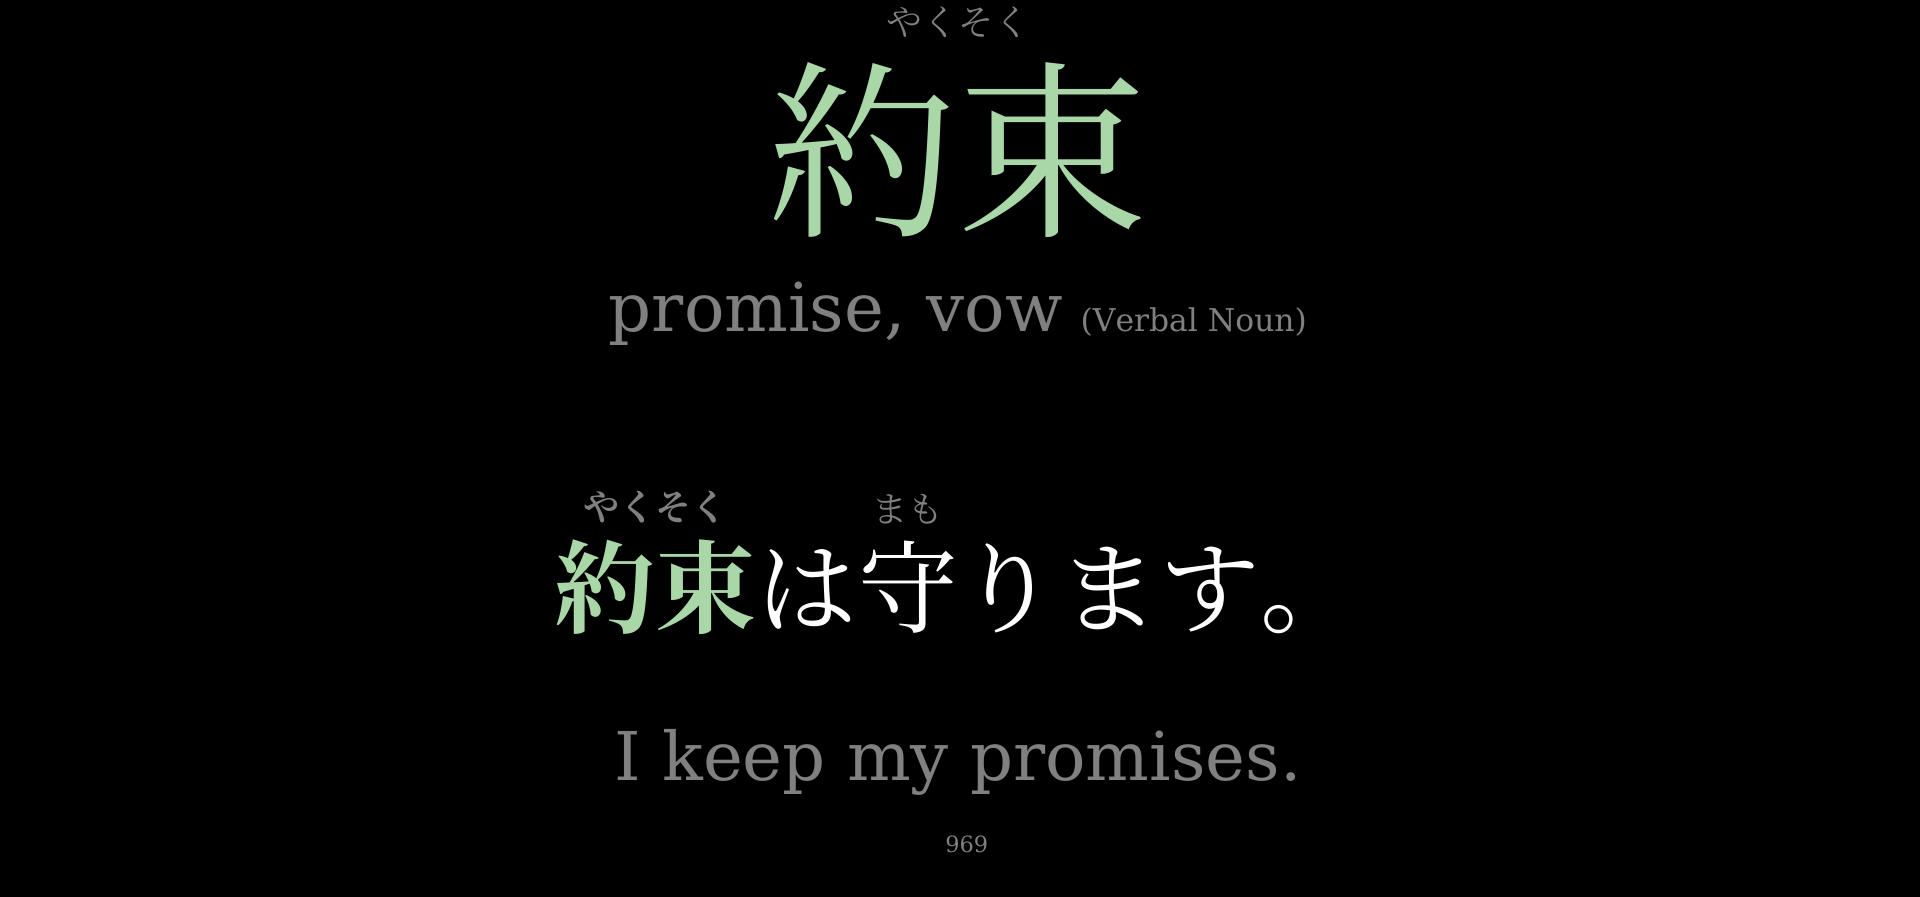 やくそく
約束
promise, vow (Verbal Noun)
やくそく まも
約束は守ります。
I keep my promises.
969